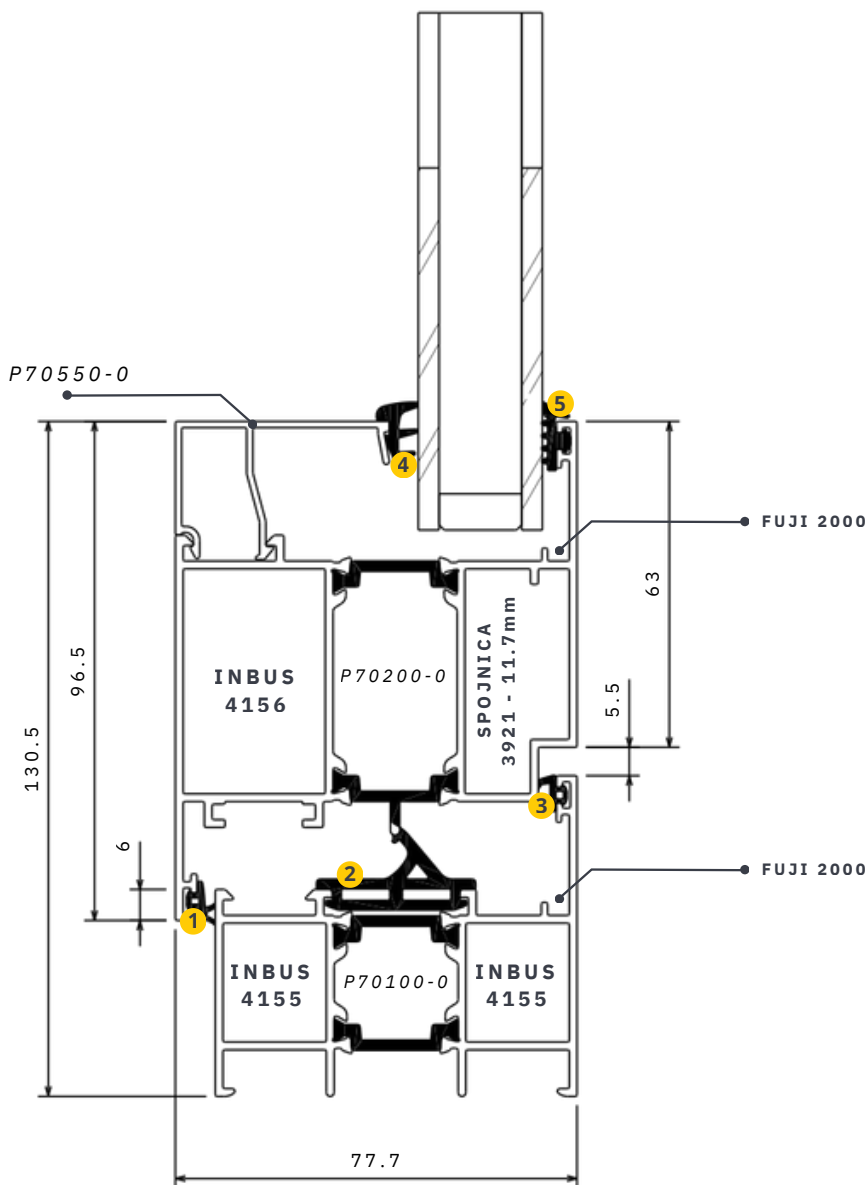 P70550-0
5
4
FUJI 2000
63
96.5
INBUS
4156
P70200-0
SPOJNICA
3921 - 11.7mm
5.5
130.5
3
6
2
FUJI 2000
1
INBUS
4155
P70100-0
INBUS
4155
77.7